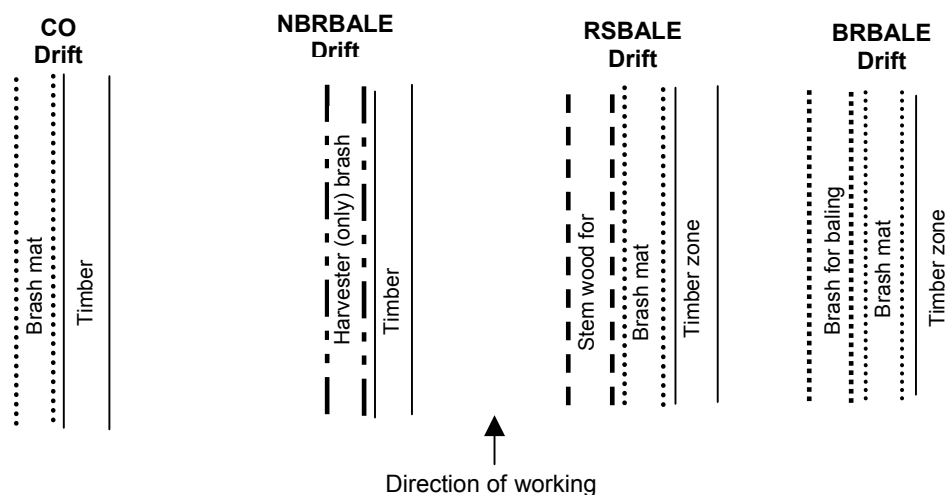 CO
Drift
NBRBALE
Drift
RSBALE
Drift
BRBALE
Drift
Brash mat
Timber
Harvester (only) brash
Timber
Stem wood for
Brash mat
Timber zone
Brash for baling
Brash mat
Timber zone
Direction of working